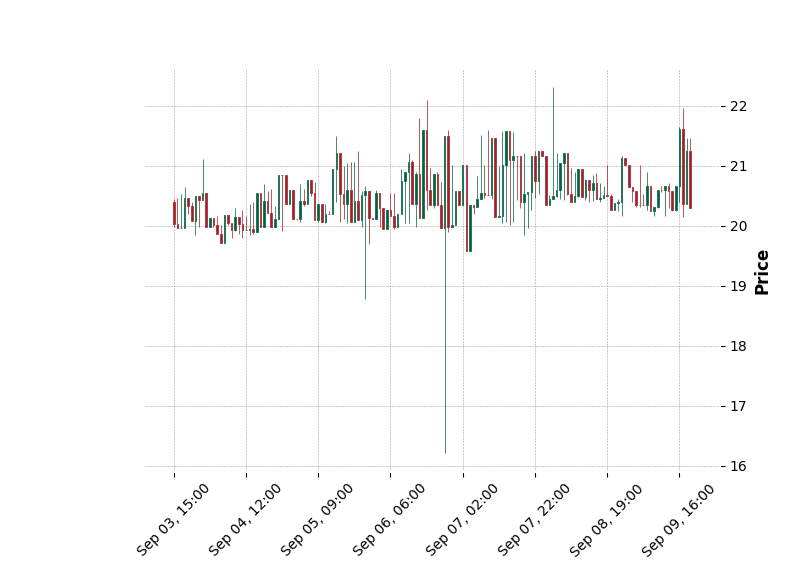 22
21
20
19
18
17
16
Price
Sep 03, 15:00
Sep 04, 12:00
Sep 05, 09:00
Sep 06, 06:00
Sep 07, 02:00
Sep 07, 22:00
Sep 08, 19:00
Sep 09, 16:00